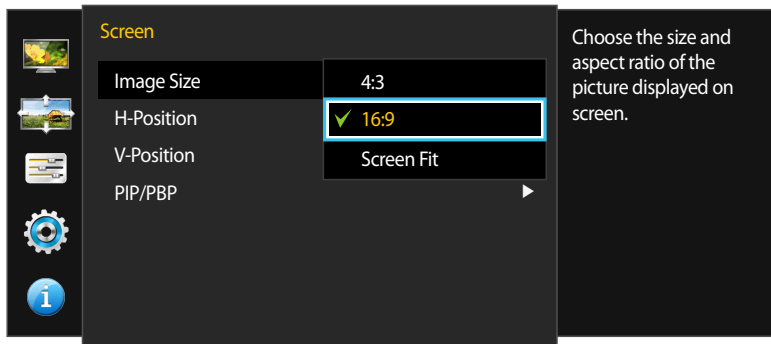 Screen
Image Size
4:3
H-Position
16:9
V-Position
Screen Fit
PIP/PBP
Choose the size and
aspect ratio of the
picture displayed on
screen.
i